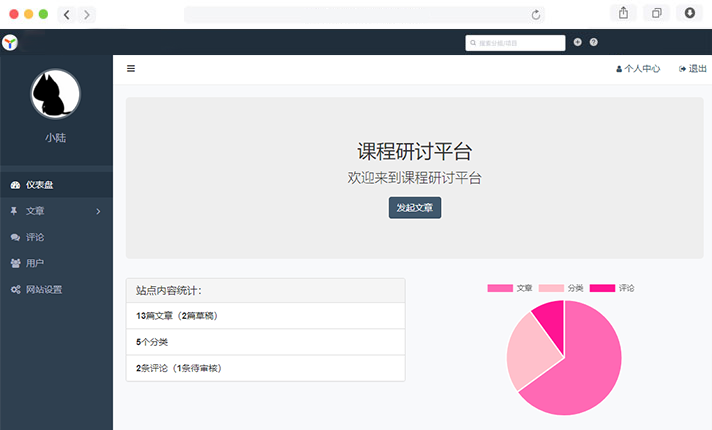 搜索分组/项目
个人中心
退出
小陆
仪表盘
文章
评论
用户
网站设置
课程研讨平台
欢迎来到课程研讨平台
发起文章
站点内容统计：
13篇文章（2篇草稿）
5个分类
2条评论（1条待审核）
文章 分类 评论